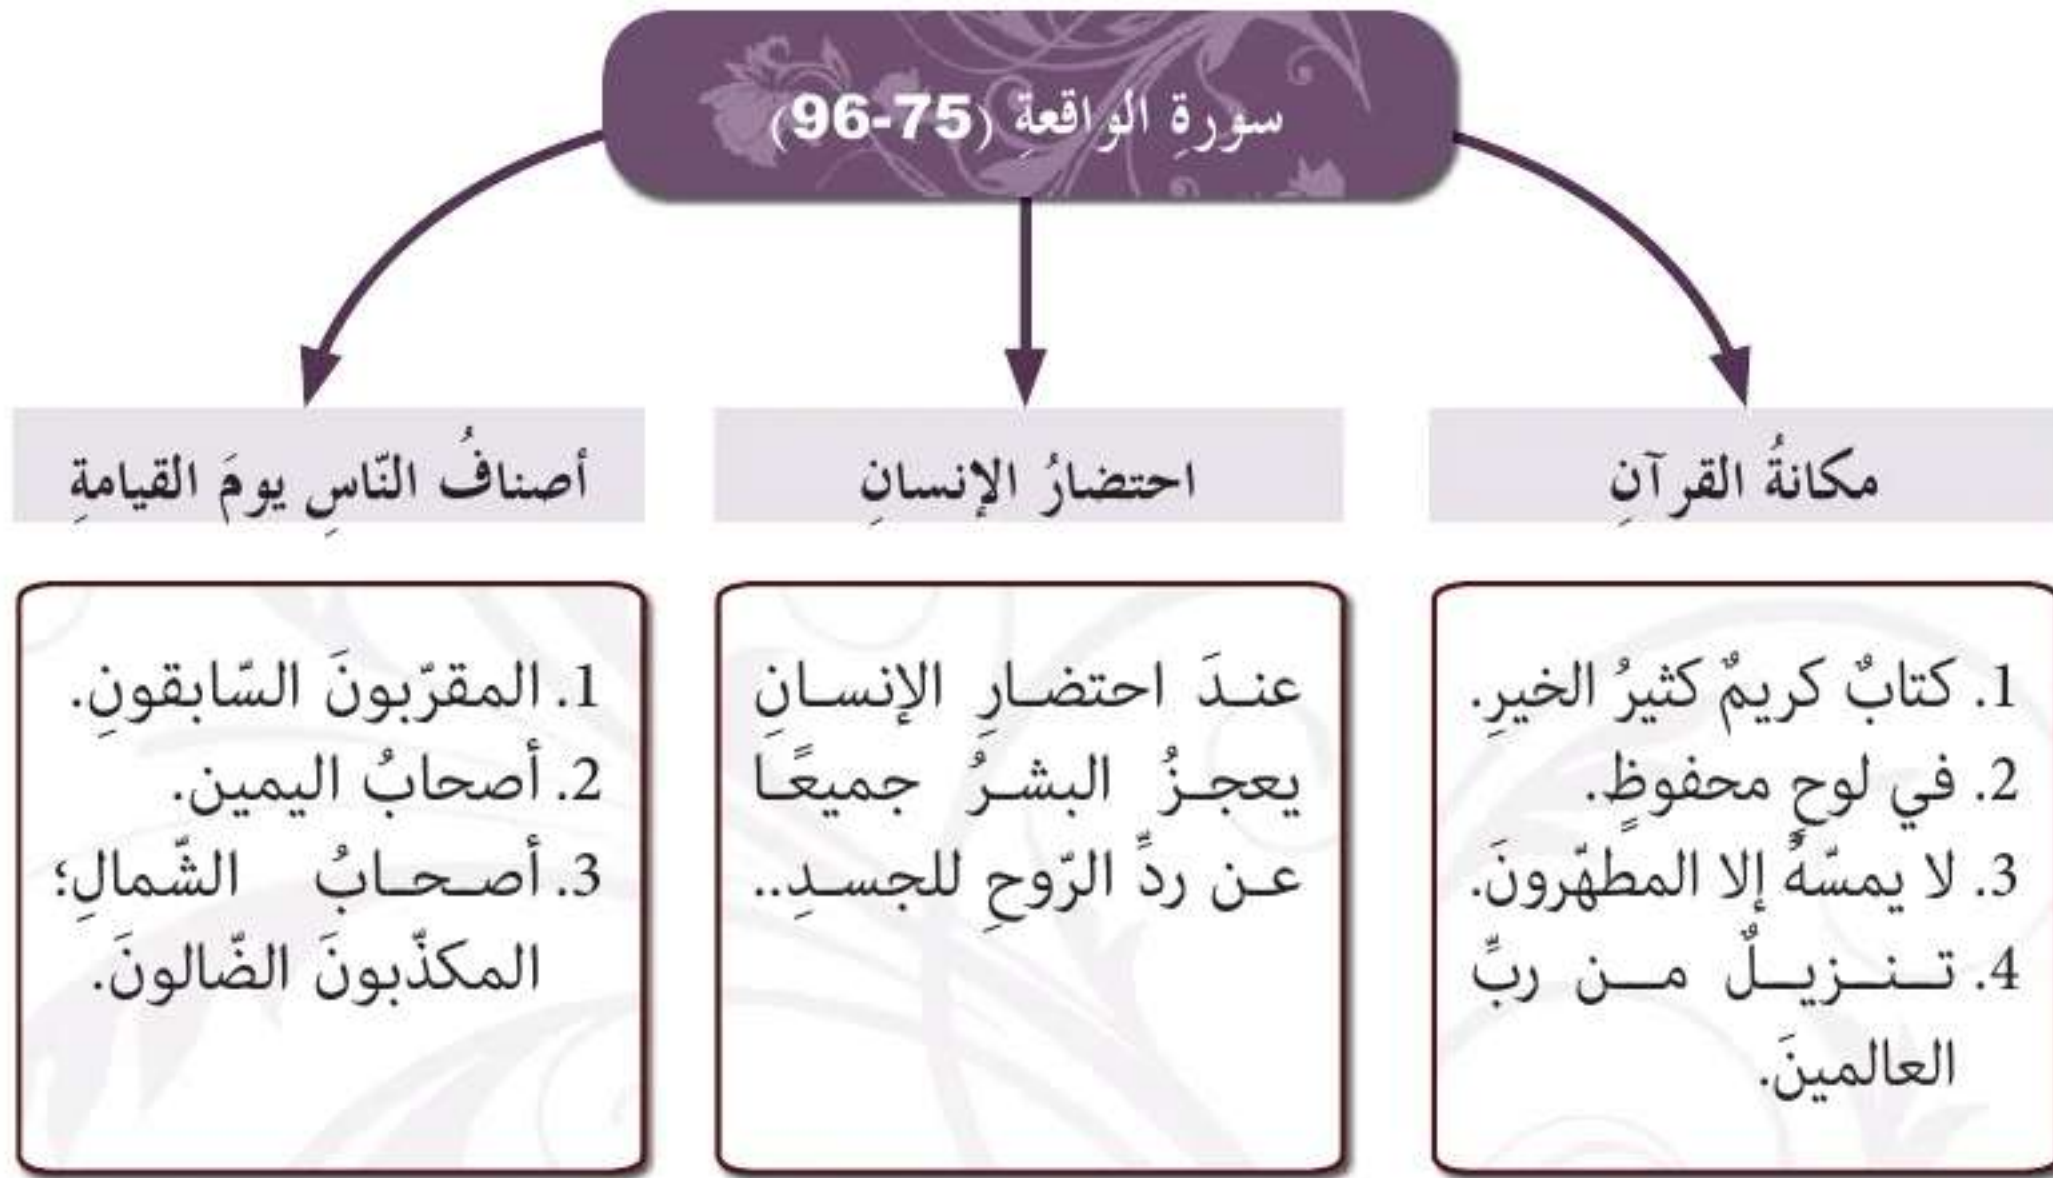 سورةِ الواقعةِ (75-96)
مكانةُ القرآنِ
1. كتابٌ كريمٌ كثيرُ الخيرِ.
2. في لوحٍ محفوظٍ.
3. لا يمسّهُ إلا المطهّرونَ.
4. تنزيلٌ من ربِّ
العالمينَ.
احتضارُ الإنسانِ
عندَ احتضارِ الإنسانِ
يعجزُ البشرُ جميعًا
عن ردِّ الرّوحِ للجسدِ..
أصنافُ النّاسِ يومَ القيامةِ
1. المقرّبونَ السّابقونِ.
2. أصحابُ اليمين.
3. أصحابُ الشّمالِ؛
المكذّبونَ الضّالونَ.